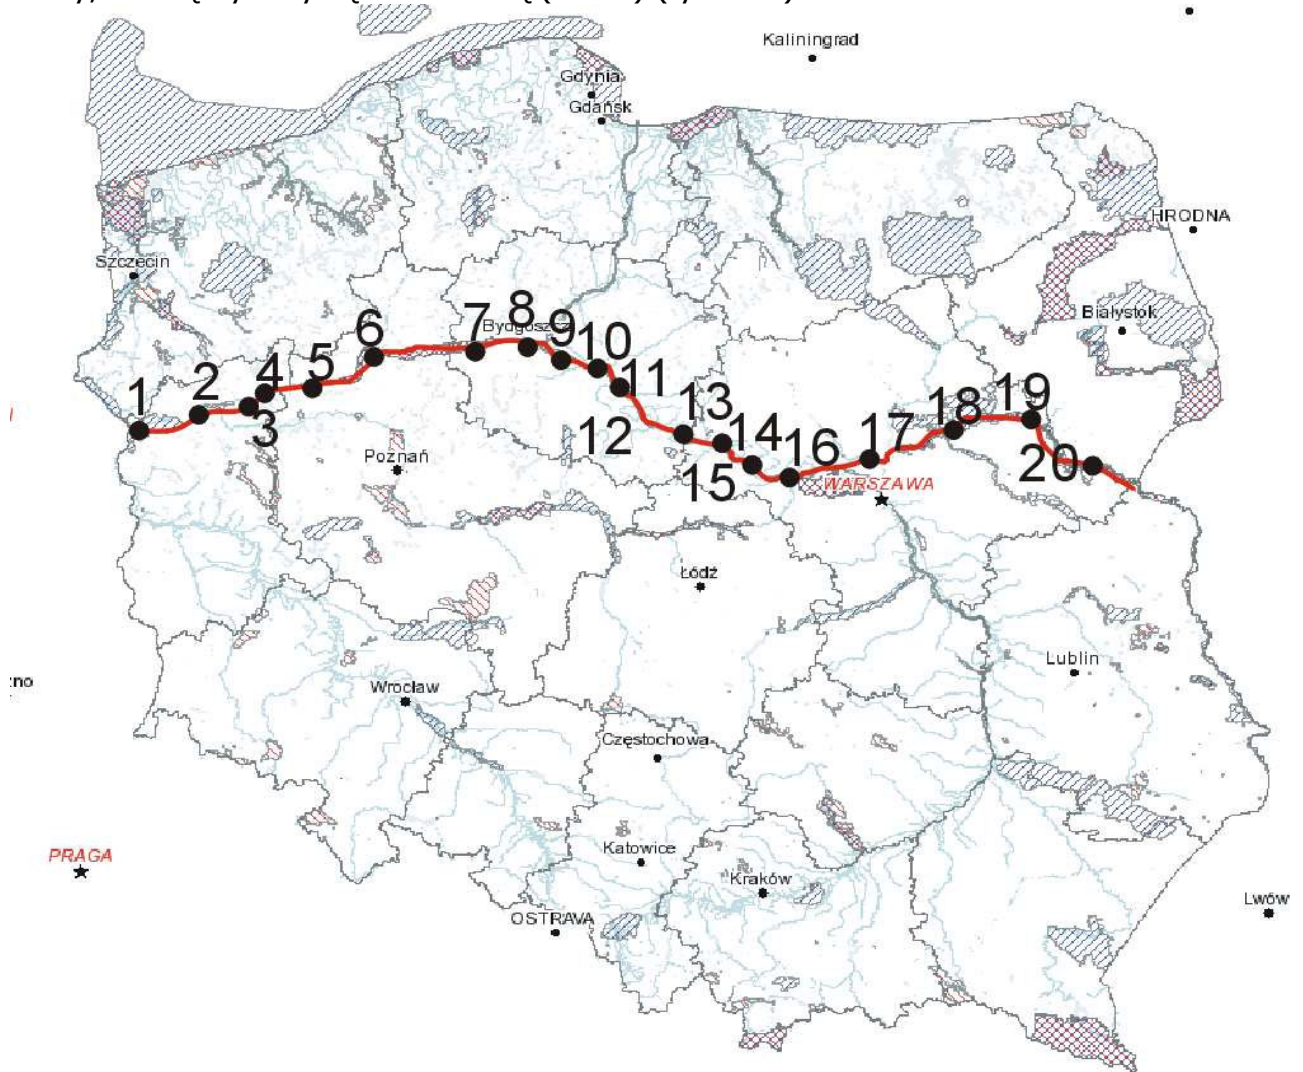 Kaliningrad
Gdynia
Gdańsk
HRODNA
Szczecin
Białystok
6
7
8
Bydgoszcz
9
10
1
2
4
5
11
3
12
13
14
15
16
17
18
19
20
Poznań
WARSZAWA
Łódź
Lublin
zno
Wrocław
Częstochowa
PRAGA
Katowice
Kraków
Lwów
OSTRAVA